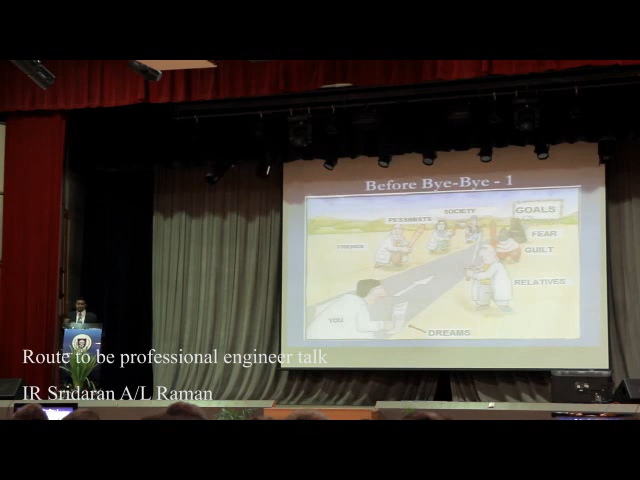 Before Bye-Bye - 1
SOCIETY
GOALS
PESSIMISTS
FRIENDS
FEAR
GUILT
RELATIVES
YOU
DREAMS
Route to be professional engineer talk
IR Sridaran A/L Raman